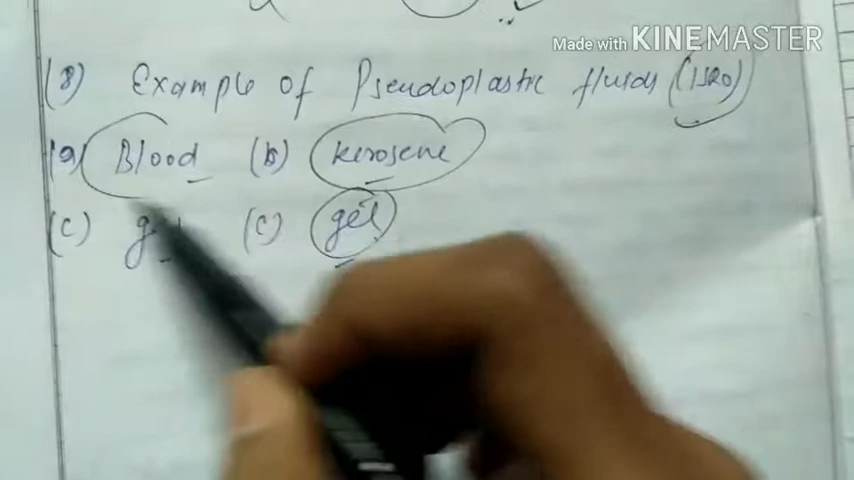 Made with KINEMASTER
(8) Example of Pseudoplastic fluids (ISRO)
(a) Blood (b) kerosene
(c) (c) gel